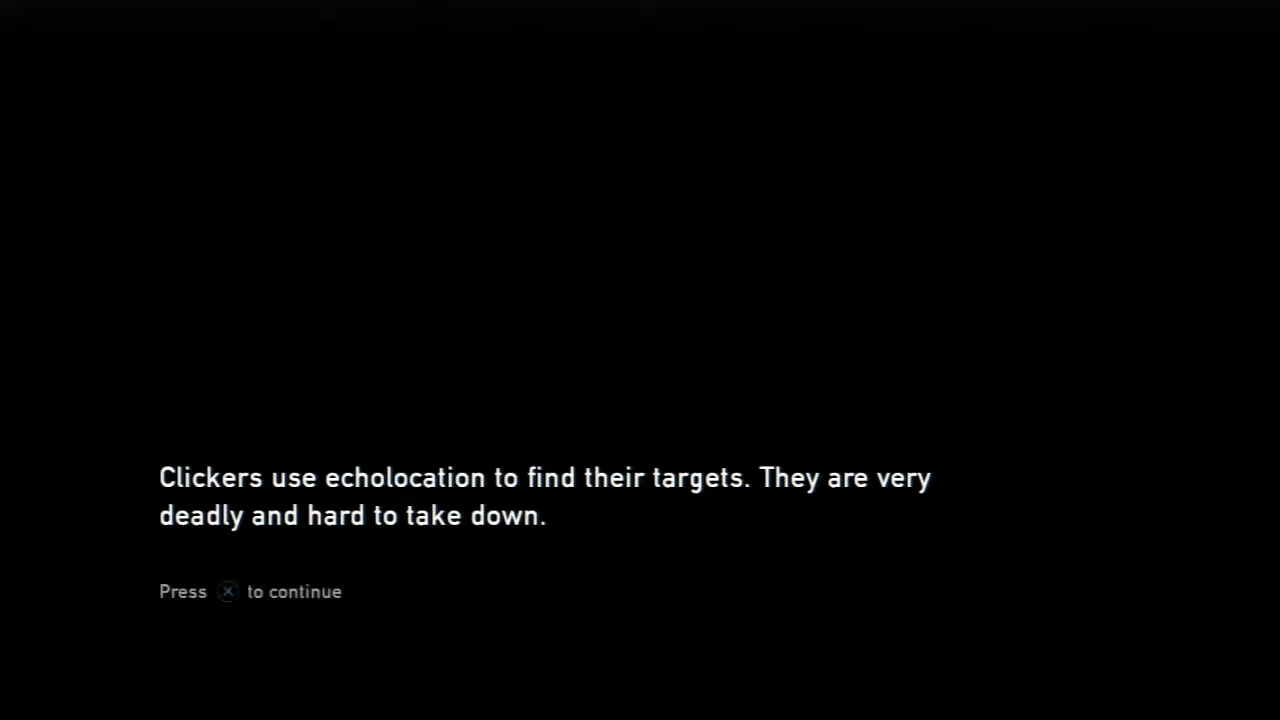 Clickers use echolocation to find their targets. They are very
deadly and hard to take down.
Press ⓧ to continue